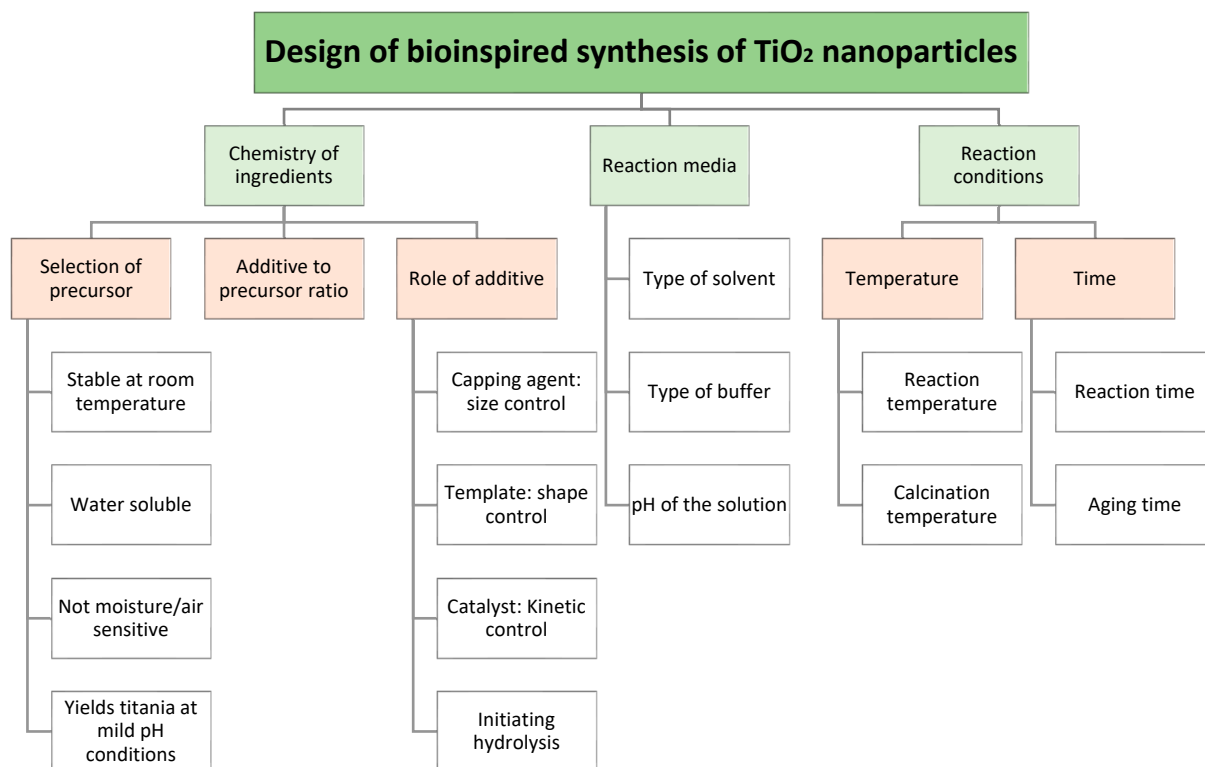 Design of bioinspired synthesis of TiO₂ nanoparticles
Chemistry of
ingredients
Reaction media
Reaction
conditions
Selection of
precursor
Additive to
precursor ratio
Role of additive
Type of solvent
Temperature
Time
Stable at room
temperature
Capping agent:
size control
Type of buffer
Reaction
temperature
Reaction time
Water soluble
Template: shape
control
pH of the solution
Calcination
temperature
Aging time
Not moisture/air
sensitive
Catalyst: Kinetic
control
Yields titania at
mild pH
conditions
Initiating
hydrolysis